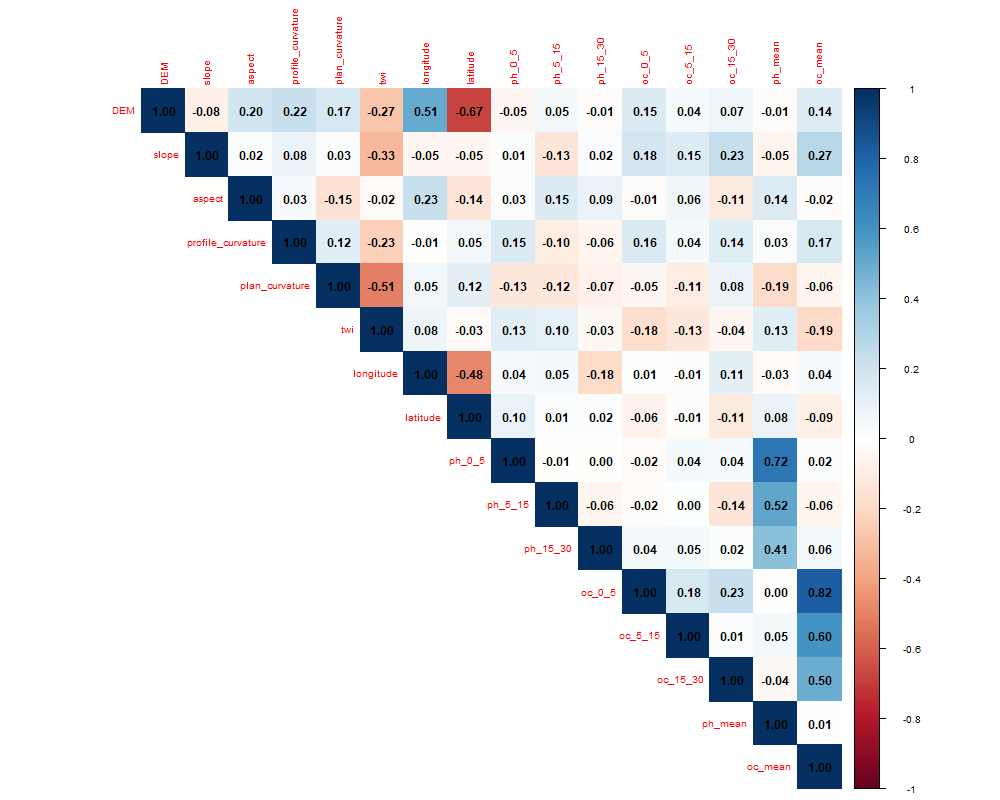 DEM slope aspect profile_curvature plan_curvature twi longitude latitude ph_0_5 ph_5_15 ph_15_30 oc_0_5 oc_5_15 oc_15_30 ph_mean oc_mean
DEM 1.00 -0.08 0.20 0.22 0.17 -0.27 0.51 -0.67 -0.05 0.05 -0.01 0.15 0.04 0.07 -0.01 0.14
slope 1.00 0.02 0.08 0.03 -0.33 -0.05 -0.05 0.01 -0.13 0.02 0.18 0.15 0.23 -0.05 0.27
aspect 1.00 0.03 -0.15 -0.02 0.23 -0.14 0.03 0.15 0.09 -0.01 0.06 -0.11 0.14 -0.02
profile_curvature 1.00 0.12 -0.23 -0.01 0.05 0.15 -0.10 -0.06 0.16 0.04 0.14 0.03 0.17
plan_curvature 1.00 -0.51 0.05 0.12 -0.13 -0.12 -0.07 -0.05 -0.11 0.08 -0.19 -0.06
twi 1.00 0.08 -0.03 0.13 0.10 -0.03 -0.18 -0.13 -0.04 0.13 -0.19
longitude 1.00 -0.48 0.04 0.05 -0.18 0.01 -0.01 0.11 -0.03 0.04
latitude 1.00 0.10 0.01 0.02 -0.06 -0.01 -0.11 0.08 -0.09
ph_0_5 1.00 -0.01 0.00 -0.02 0.04 0.04 0.72 0.02
ph_5_15 1.00 -0.06 -0.02 0.00 -0.14 0.52 -0.06
ph_15_30 1.00 0.04 0.05 0.02 0.41 0.06
oc_0_5 1.00 0.18 0.23 0.00 0.82
oc_5_15 1.00 0.01 0.05 0.60
oc_15_30 1.00 -0.04 0.50
ph_mean 1.00 0.01
oc_mean 1.00
1
0.8
0.6
0.4
0.2
0
-0.2
-0.4
-0.6
-0.8
-1